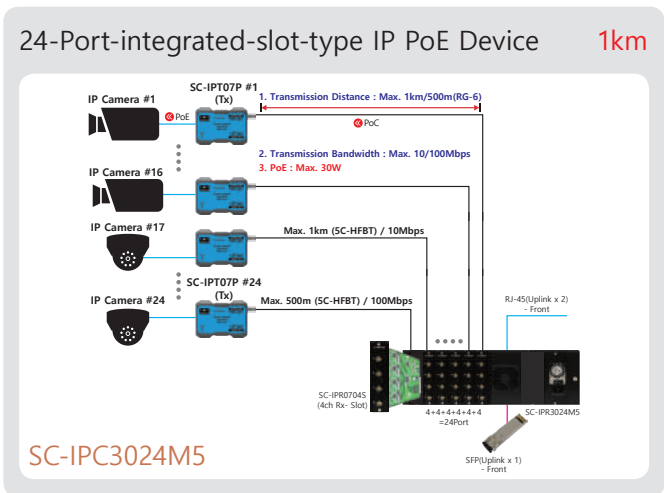 24-Port-integrated-slot-type IP PoE Device 1km
IP Camera #1
SC-IPT07P #1
(Tx)
1. Transmission Distance : Max. 1km/500m(RG-6)
PoE
PoC
2. Transmission Bandwidth : Max. 10/100Mbps
3. PoE : Max. 30W
IP Camera #16
IP Camera #17
Max. 1km (5C-HFBT) / 10Mbps
SC-IPT07P #24
(Tx)
IP Camera #24
Max. 500m (5C-HFBT) / 100Mbps
RJ-45(Uplink x 2)
- Front
SC-IPR0704S
(4ch Rx- Slot)
4+4+4+4+4+4
=24Port
SC-IPR3024M5
SFP(Uplink x 1)
- Front
SC-IPC3024M5